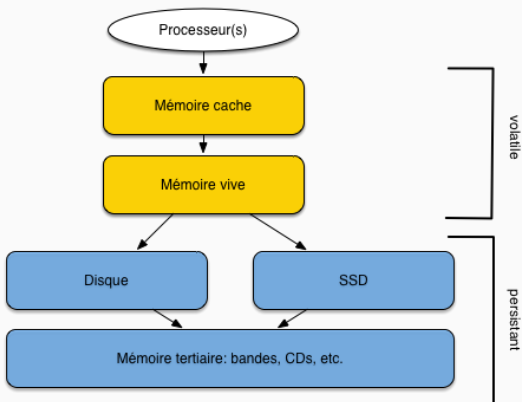 Processeur(s)
Mémoire cache
volatile
Mémoire vive
Disque
SSD
persistant
Mémoire tertiaire: bandes, CDs, etc.